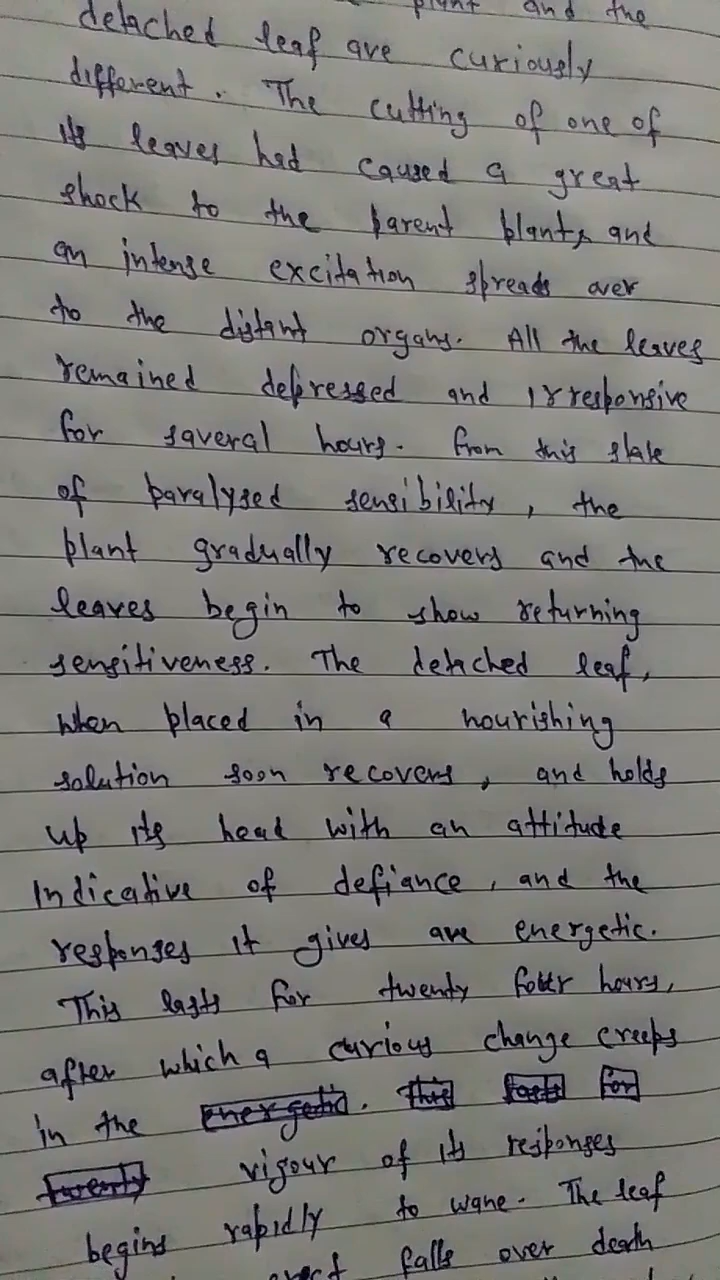 plant and the
detached leaf are curiously
different. The cutting of one of
its leaves had caused a great
shock to the parent plant, and
an intense excitation spreads over
to the distant organs. All the leaves
remained depressed and irresponsive
for saveral hours. from this state
of paralysed sensibility, the
plant gradually recovers and the
leaves begin to show returning
sensitiveness. The detached leaf,
when placed in a nourishing
solution soon recovers, and holds
up its head with an attitude
Indicative of defiance, and the
responses it gives are energetic.
This lasts for twenty four hours,
after which a curious change creeps
in the energetic. This lasts for
twenty vigour of its responses
begins rapidly to wane. The leaf
erect falls over death